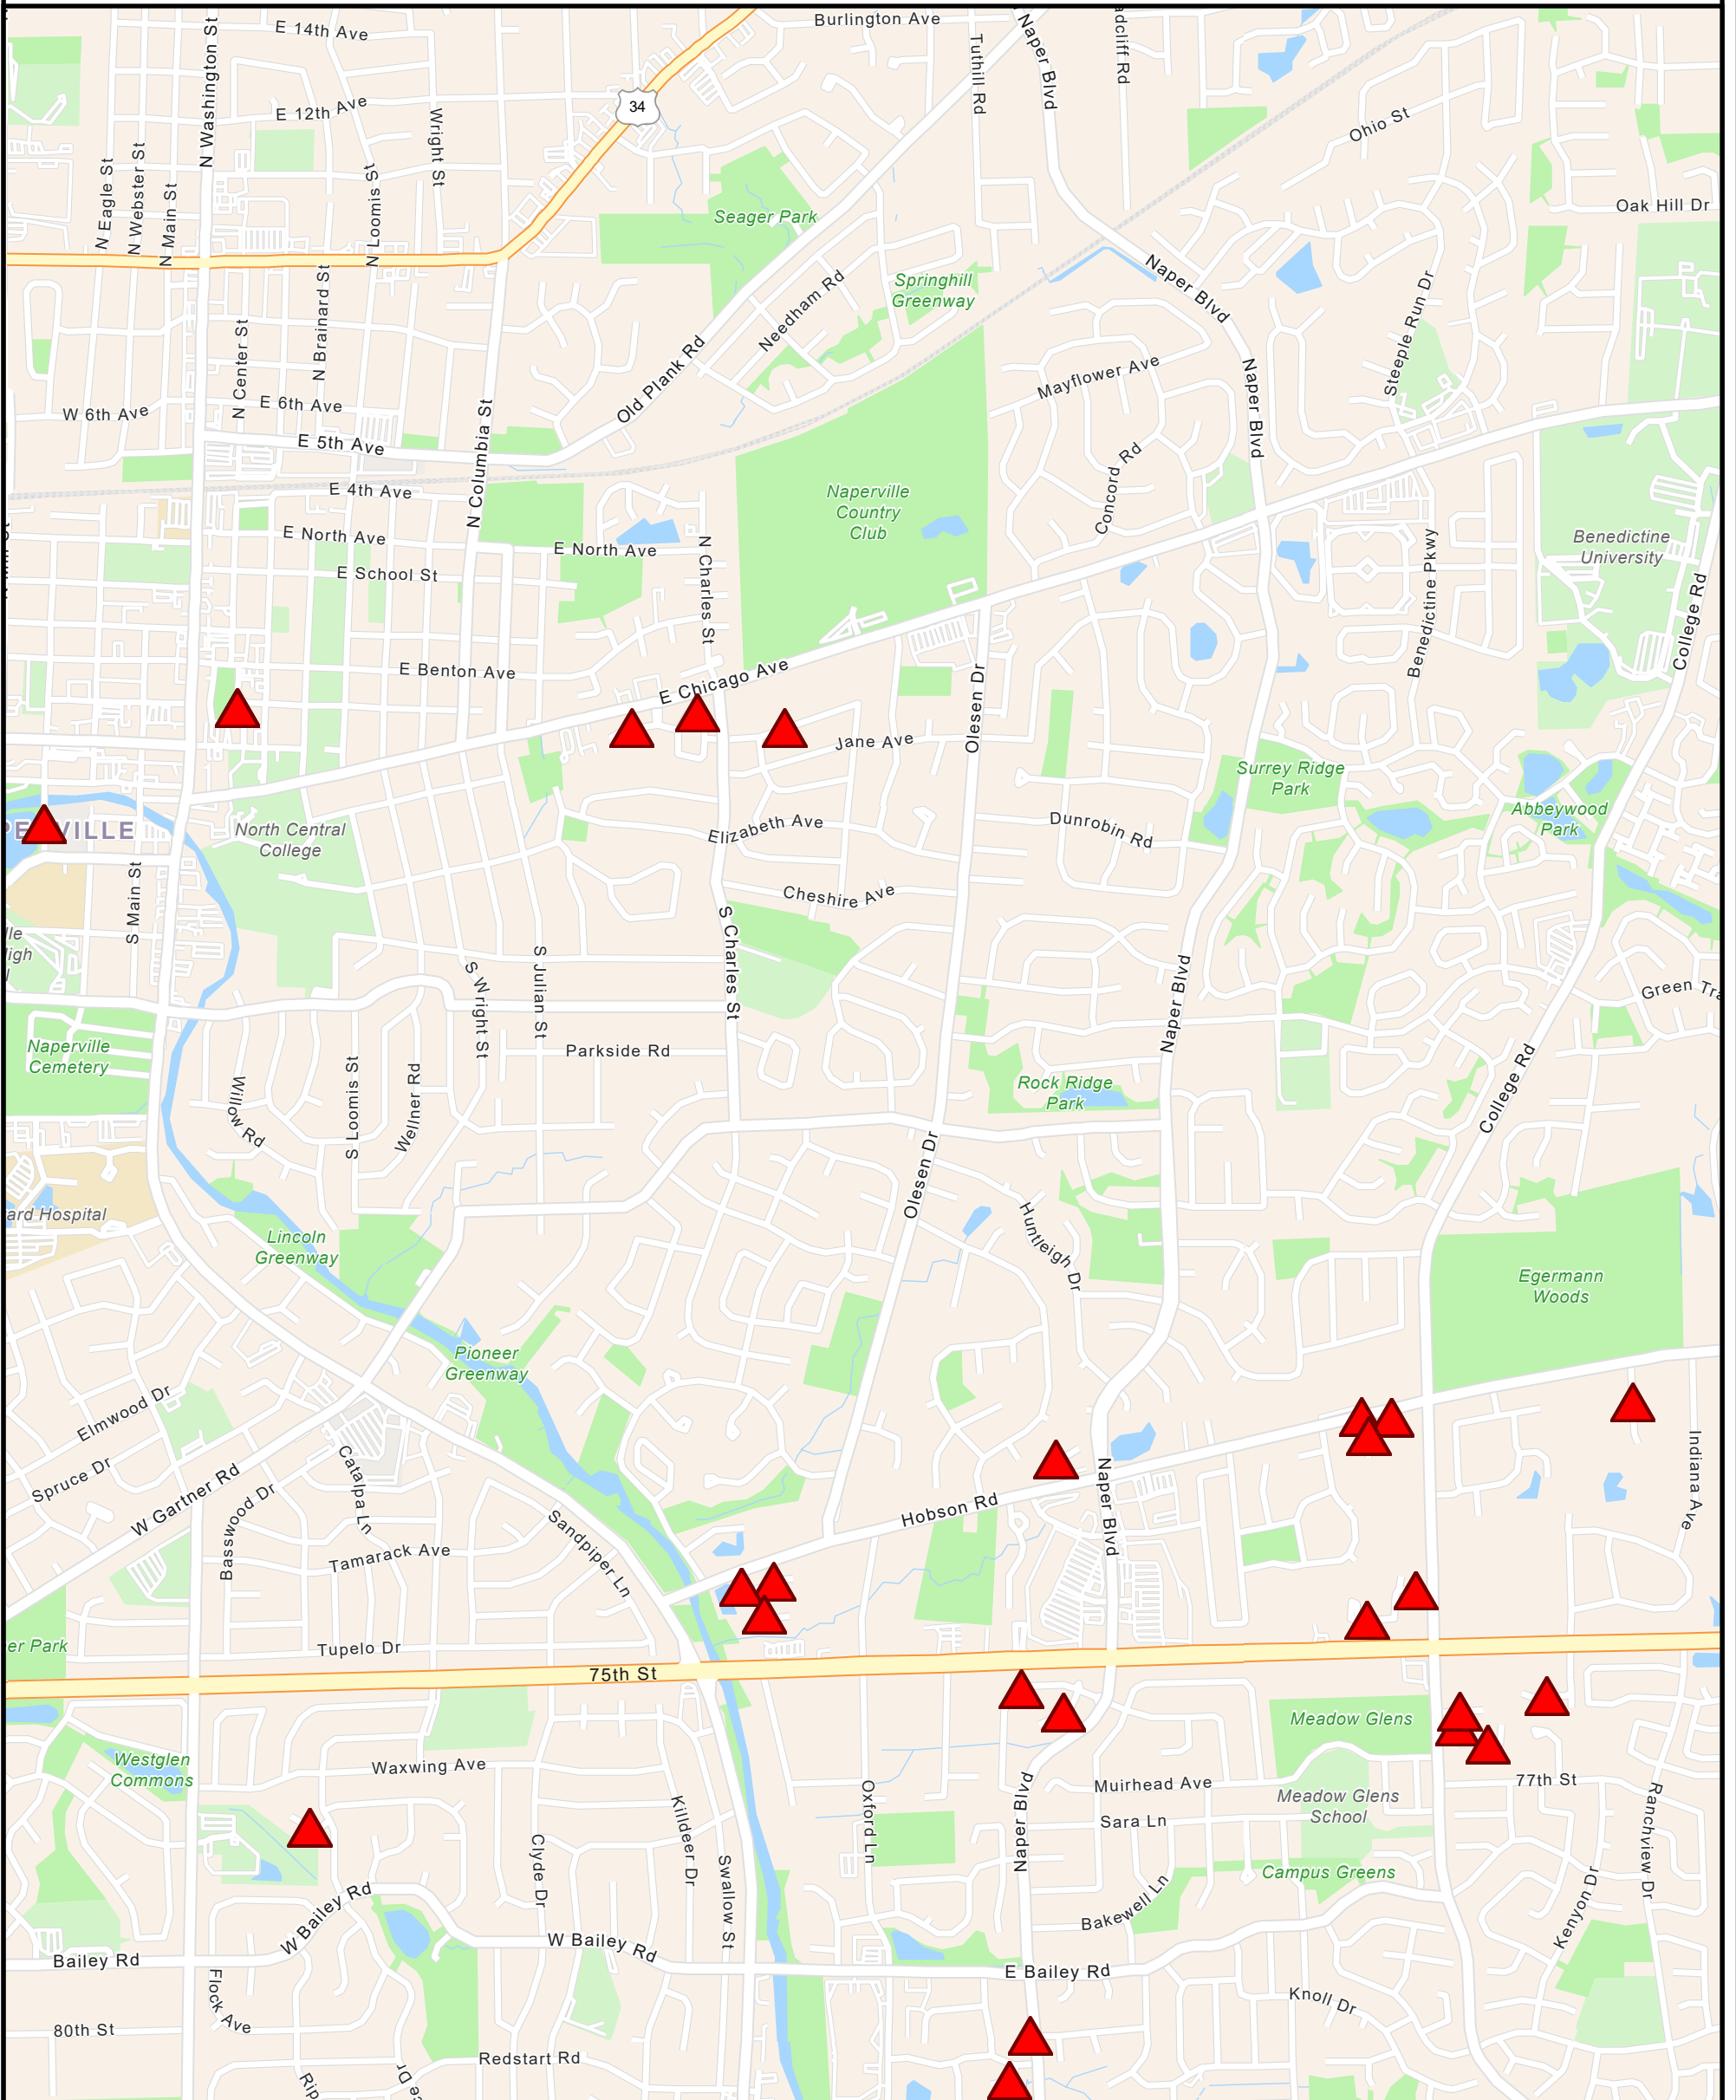 Burlington Ave
E 14th Ave
N Washington St
Naper Blvd
Tuthill Rd
34
E 12th Ave
Wright St
Ohio St
N Eagle St
N Webster St
N Main St
N Loomis St
Seager Park
Oak Hill Dr
Springhill
Greenway
Needham Rd
Naper Blvd
N Brainard St
N Center St
Steeple Run Dr
Old Plank Rd
Mayflower Ave
Naper Blvd
W 6th Ave
E 6th Ave
E 5th Ave
N Columbia St
Concord Rd
E 4th Ave
Naperville
Country
Club
E North Ave
E North Ave
N Charles St
Benedictine
University
Benedictine Pkwy
E School St
College Rd
E Benton Ave
E Chicago Ave
Olesen Dr
Jane Ave
Surrey Ridge
Park
Abbeywood
Park
VILLE
North Central
College
Elizabeth Ave
Dunrobin Rd
S Main St
Cheshire Ave
S Charles St
S Wright St
S Julian St
Naper Blvd
Green Tra
Naperville
Cemetery
Parkside Rd
Rock Ridge
Park
College Rd
Willow Rd
S Loomis St
Wellner Rd
Olesen Dr
ard Hospital
Lincoln
Greenway
Huntleigh Dr
Egermann
Woods
Pioneer
Greenway
Elmwood Dr
Spruce Dr
W Gartner Rd
Catalpa Ln
Basswood Dr
Tamarack Ave
Sandpiper Ln
Hobson Rd
Naper Blvd
Indiana Ave
er Park
Tupelo Dr
75th St
Meadow Glens
Westglen
Commons
Waxwing Ave
Muirhead Ave
77th St
Meadow Glens
School
Sara Ln
Oxford Ln
Naper Blvd
Killdeer Dr
Clyde Dr
Swallow St
Campus Greens
Ranchview Dr
Kenyon Dr
Bakewell Ln
W Bailey Rd
W Bailey Rd
Bailey Rd
E Bailey Rd
Flock Ave
Knoll Dr
80th St
Redstart Rd